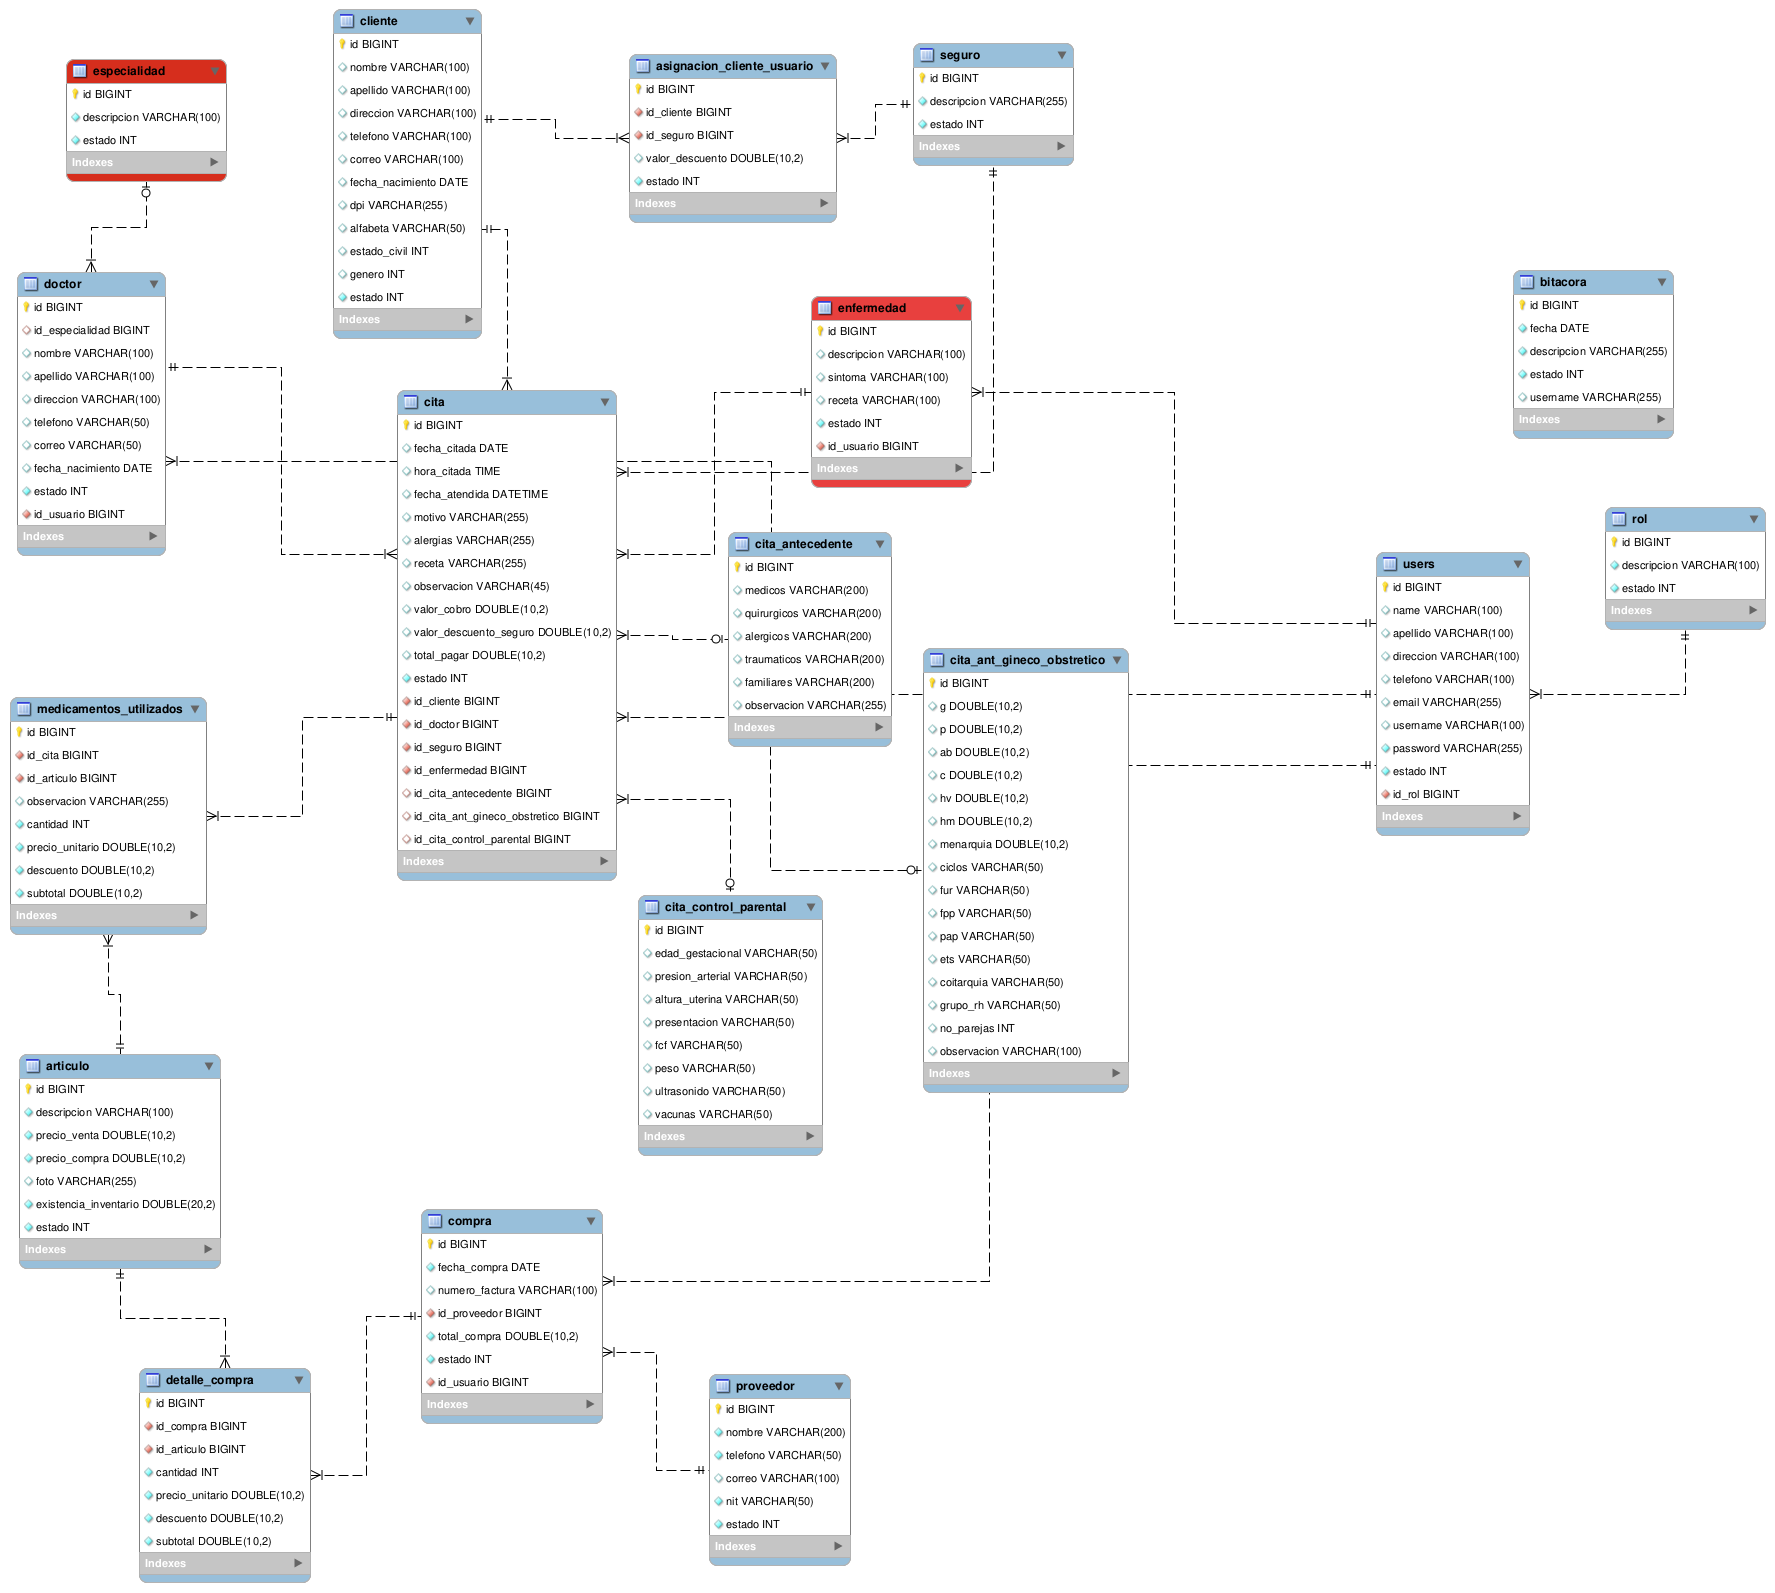 cliente
id BIGINT
nombre VARCHAR(100)
apellido VARCHAR(100)
direccion VARCHAR(100)
telefono VARCHAR(100)
correo VARCHAR(100)
fecha_nacimiento DATE
dpi VARCHAR(255)
alfabeta VARCHAR(50)
estado_civil INT
genero INT
estado INT
Indexes
especialidad
id BIGINT
descripcion VARCHAR(100)
estado INT
Indexes
asignacion_cliente_usuario
id BIGINT
id_cliente BIGINT
id_seguro BIGINT
valor_descuento DOUBLE(10,2)
estado INT
Indexes
seguro
id BIGINT
descripcion VARCHAR(255)
estado INT
Indexes
doctor
id BIGINT
id_especialidad BIGINT
nombre VARCHAR(100)
apellido VARCHAR(100)
direccion VARCHAR(100)
telefono VARCHAR(50)
correo VARCHAR(50)
fecha_nacimiento DATE
estado INT
id_usuario BIGINT
Indexes
enfermedad
id BIGINT
descripcion VARCHAR(100)
sintoma VARCHAR(100)
receta VARCHAR(100)
estado INT
id_usuario BIGINT
Indexes
bitacora
id BIGINT
fecha DATE
descripcion VARCHAR(255)
estado INT
username VARCHAR(255)
Indexes
cita
id BIGINT
fecha_citada DATE
hora_citada TIME
fecha_atendida DATETIME
motivo VARCHAR(255)
alergias VARCHAR(255)
receta VARCHAR(255)
observacion VARCHAR(45)
valor_cobro DOUBLE(10,2)
valor_descuento_seguro DOUBLE(10,2)
total_pagar DOUBLE(10,2)
estado INT
id_cliente BIGINT
id_doctor BIGINT
id_seguro BIGINT
id_enfermedad BIGINT
id_cita_antecedente BIGINT
id_cita_ant_gineco_obstretico BIGINT
id_cita_control_parental BIGINT
Indexes
cita_antecedente
id BIGINT
medicos VARCHAR(200)
quirurgicos VARCHAR(200)
alergicos VARCHAR(200)
traumaticos VARCHAR(200)
familiares VARCHAR(200)
observacion VARCHAR(255)
Indexes
rol
id BIGINT
descripcion VARCHAR(100)
estado INT
Indexes
users
id BIGINT
name VARCHAR(100)
apellido VARCHAR(100)
direccion VARCHAR(100)
telefono VARCHAR(100)
email VARCHAR(255)
username VARCHAR(100)
password VARCHAR(255)
estado INT
id_rol BIGINT
Indexes
cita_ant_gineco_obstretico
id BIGINT
g DOUBLE(10,2)
p DOUBLE(10,2)
ab DOUBLE(10,2)
c DOUBLE(10,2)
hv DOUBLE(10,2)
hm DOUBLE(10,2)
menarquia DOUBLE(10,2)
ciclos VARCHAR(50)
fur VARCHAR(50)
fpp VARCHAR(50)
pap VARCHAR(50)
ets VARCHAR(50)
coitarquia VARCHAR(50)
grupo_rh VARCHAR(50)
no_parejas INT
observacion VARCHAR(100)
Indexes
medicamentos_utilizados
id BIGINT
id_cita BIGINT
id_articulo BIGINT
observacion VARCHAR(255)
cantidad INT
precio_unitario DOUBLE(10,2)
descuento DOUBLE(10,2)
subtotal DOUBLE(10,2)
Indexes
cita_control_parental
id BIGINT
edad_gestacional VARCHAR(50)
presion_arterial VARCHAR(50)
altura_uterina VARCHAR(50)
presentacion VARCHAR(50)
fcf VARCHAR(50)
peso VARCHAR(50)
ultrasonido VARCHAR(50)
vacunas VARCHAR(50)
Indexes
articulo
id BIGINT
descripcion VARCHAR(100)
precio_venta DOUBLE(10,2)
precio_compra DOUBLE(10,2)
foto VARCHAR(255)
existencia_inventario DOUBLE(20,2)
estado INT
Indexes
compra
id BIGINT
fecha_compra DATE
numero_factura VARCHAR(100)
id_proveedor BIGINT
total_compra DOUBLE(10,2)
estado INT
id_usuario BIGINT
Indexes
detalle_compra
id BIGINT
id_compra BIGINT
id_articulo BIGINT
cantidad INT
precio_unitario DOUBLE(10,2)
descuento DOUBLE(10,2)
subtotal DOUBLE(10,2)
Indexes
proveedor
id BIGINT
nombre VARCHAR(200)
telefono VARCHAR(50)
correo VARCHAR(100)
nit VARCHAR(50)
estado INT
Indexes